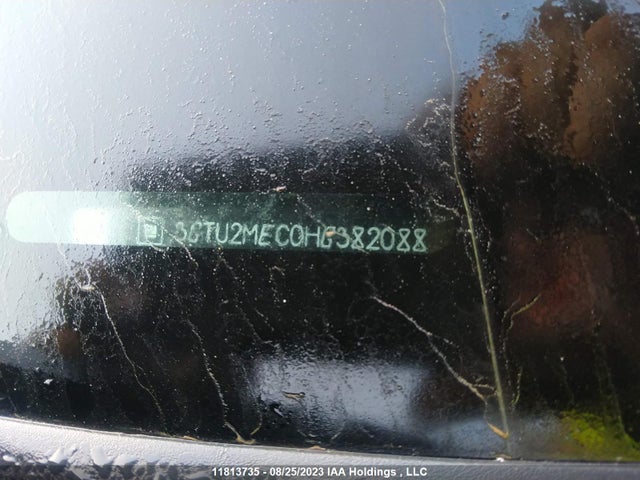 3GTU2MEC0HG382088
11813735 - 08/25/2023 IAA Holdings , LLC